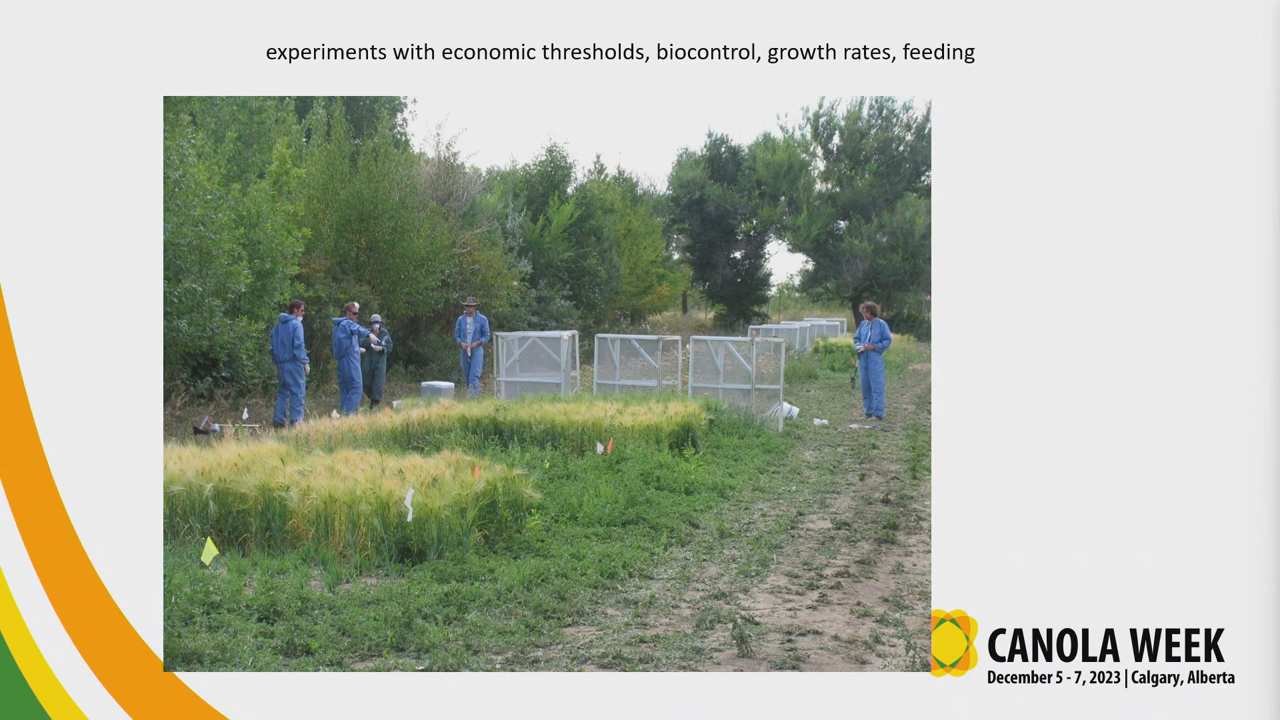 experiments with economic thresholds, biocontrol, growth rates, feeding
CANOLA WEEK
December 5 - 7, 2023 | Calgary, Alberta